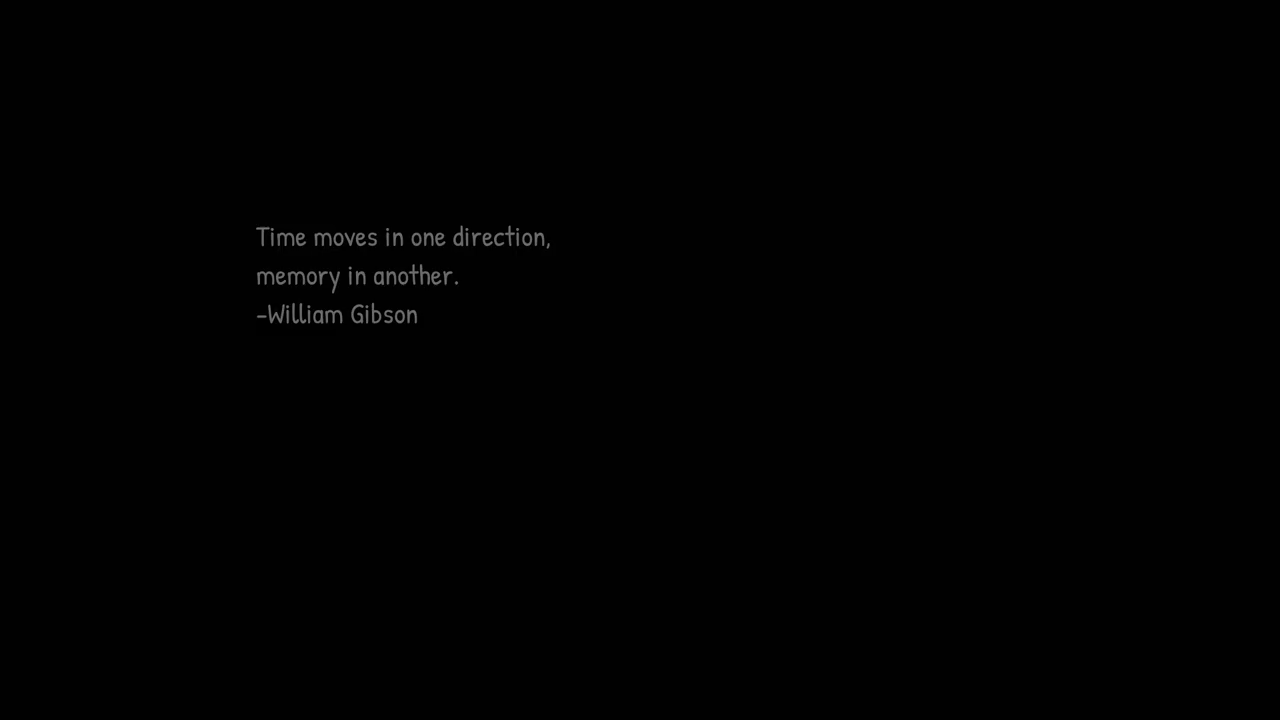 Time moves in one direction,
memory in another.
-William Gibson